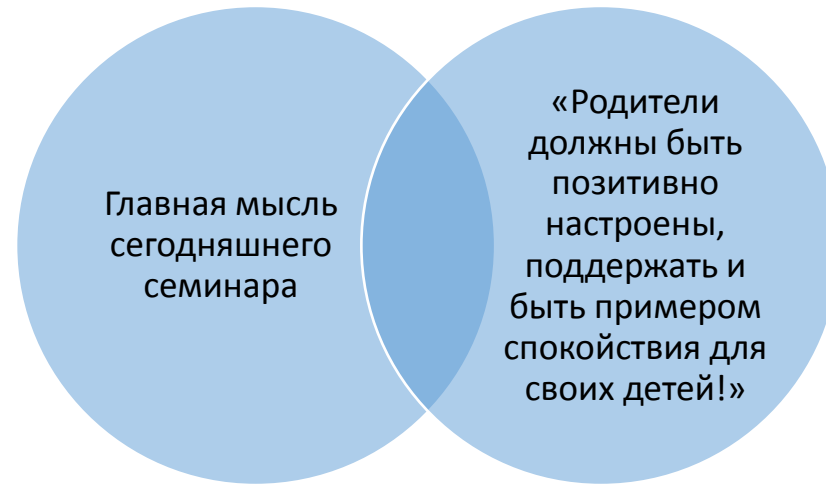 Главная мысль
сегодняшнего
семинара
«Родители
должны быть
позитивно
настроены,
поддержать и
быть примером
спокойствия для
своих детей!»